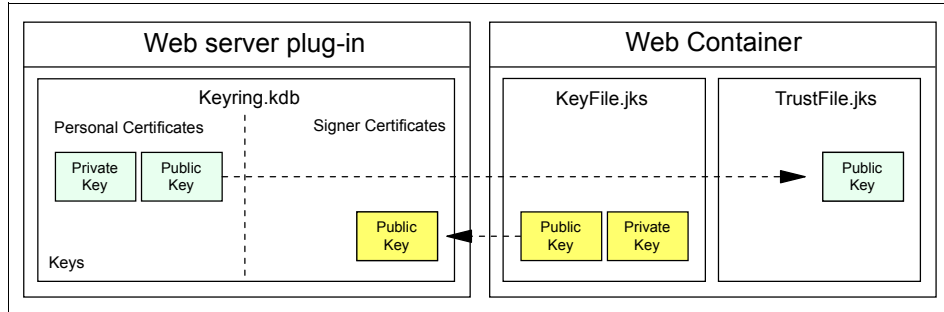 Web server plug-in
Keyring.kdb
Personal Certificates
Signer Certificates
Private
Key
Public
Key
Public
Key
Keys
Web Container
KeyFile.jks
Public
Key
Private
Key
TrustFile.jks
Public
Key